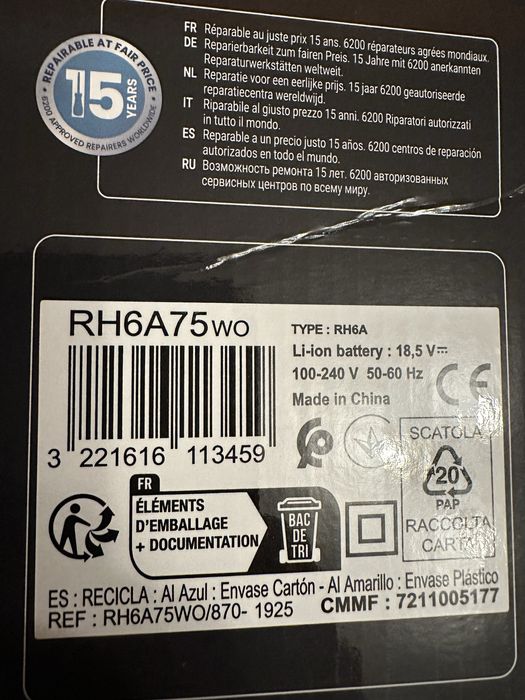 REPAIRABLE AT FAIR PRICE
15 YEARS
6200 APPROVED REPAIRERS WORLDWIDE
FR Réparable au juste prix 15 ans. 6200 réparateurs agrées mondiaux.
DE Reparierbarkeit zum fairen Preis. 15 Jahre mit 6200 anerkannten
Reparaturwerkstätten weltweit.
NL Reparatie voor een eerlijke prijs. 15 jaar 6200 geautoriseerde
reparatiecentra wereldwijd.
IT Riparabile al giusto prezzo 15 anni. 6200 Riparatori autorizzati
in tutto il mondo.
ES Reparable a un precio justo 15 años. 6200 centros de reparación
autorizados en todo el mundo.
RU Возможность ремонта 15 лет. 6200 авторизованных
сервисных центров по всему миру.
RH6A75WO
TYPE : RH6A
Li-ion battery : 18,5 V
100-240 V 50-60 Hz
Made in China
CE
3 221616 113459
SCATOLA
20
PAP
RACCOLTA
CARTA
FR
ÉLÉMENTS
D'EMBALLAGE
+ DOCUMENTATION
BAC
DE
TRI
ES : RECICLA : Al Azul : Envase Cartón - Al Amarillo : Envase Plástico
REF : RH6A75WO/870- 1925 CMMF : 7211005177